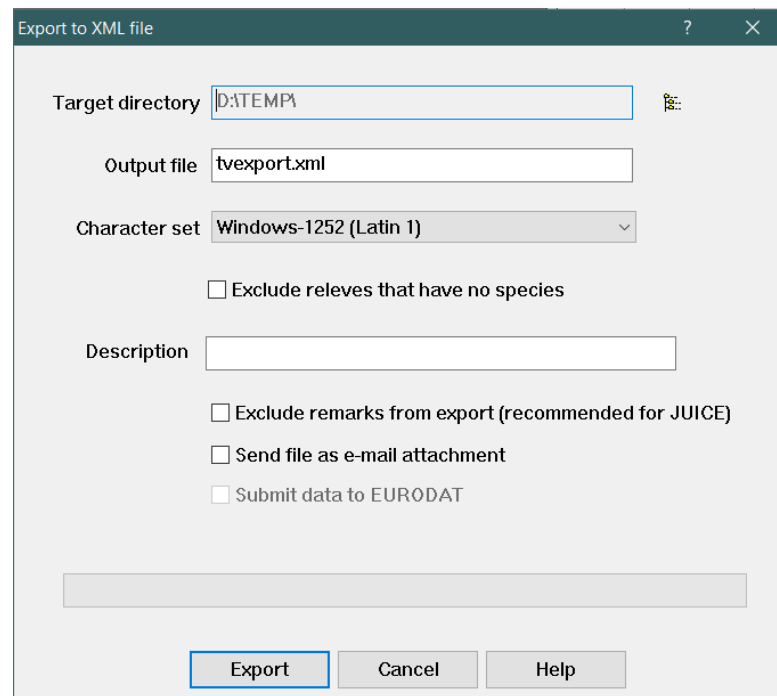 Export to XML file ?
Target directory D:\TEMP\
Output file tvexport.xml
Character set Windows-1252 (Latin 1)
Exclude releves that have no species
Description
Exclude remarks from export (recommended for JUICE)
Send file as e-mail attachment
Submit data to EURODAT
Export Cancel Help